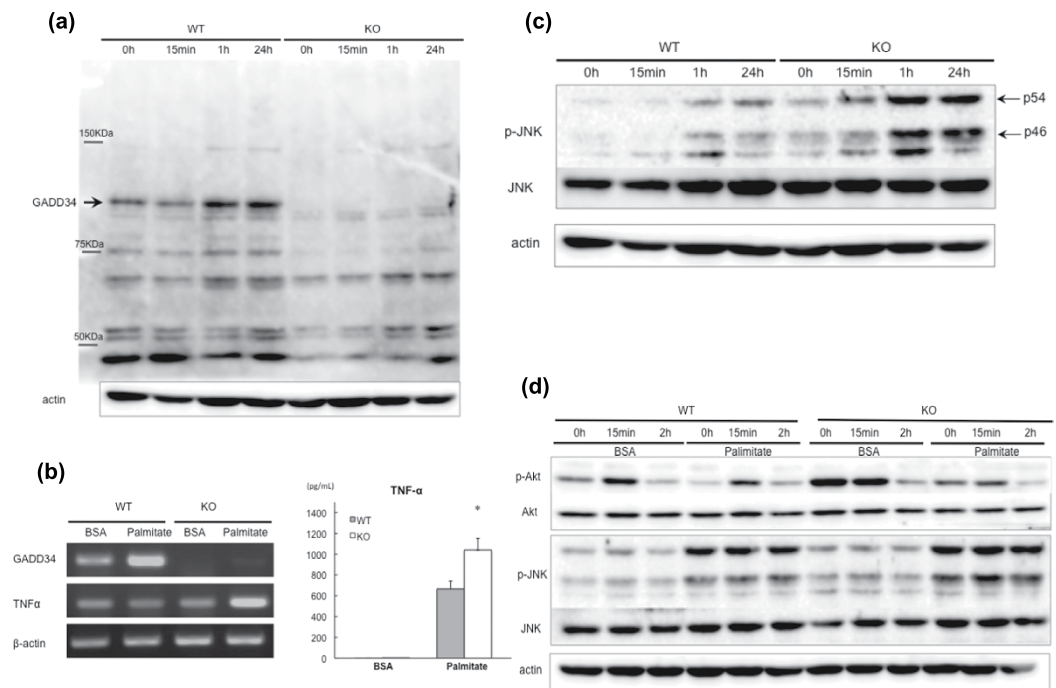 (a)
WT KO
0h 15min 1h 24h 0h 15min 1h 24h
150KDa
GADD34
75KDa
50KDa
actin
(b)
WT KO
BSA Palmitate BSA Palmitate
GADD34
TNFα
β-actin
(pg/mL)
TNF-α
1400
1200
1000
800
600
400
200
0
WT
KO
*
BSA Palmitate
(c)
WT KO
0h 15min 1h 24h 0h 15min 1h 24h
p-JNK
p54
p46
JNK
actin
(d)
WT KO
0h 15min 2h 0h 15min 2h 0h 15min 2h 0h 15min 2h
BSA Palimitate BSA Palmitate
p-Akt
Akt
p-JNK
JNK
actin